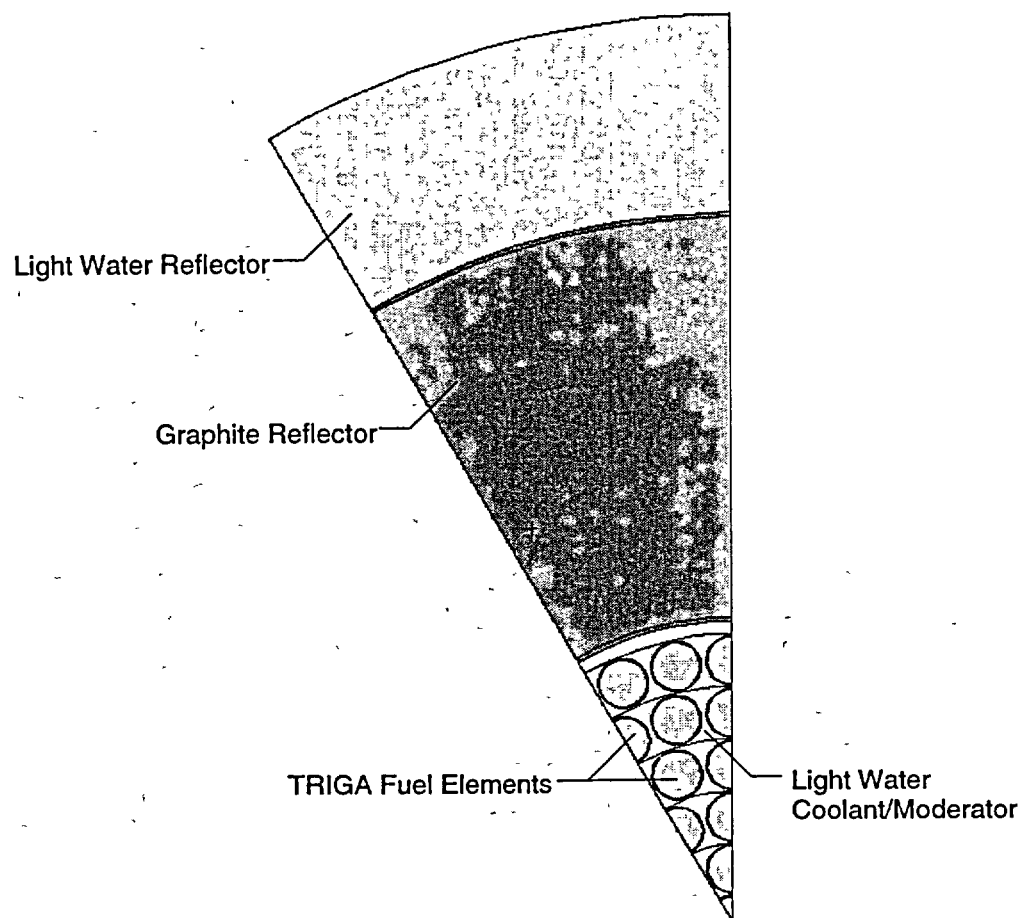 Light Water Reflector
Graphite Reflector
TRIGA Fuel Elements
Light Water
Coolant/Moderator